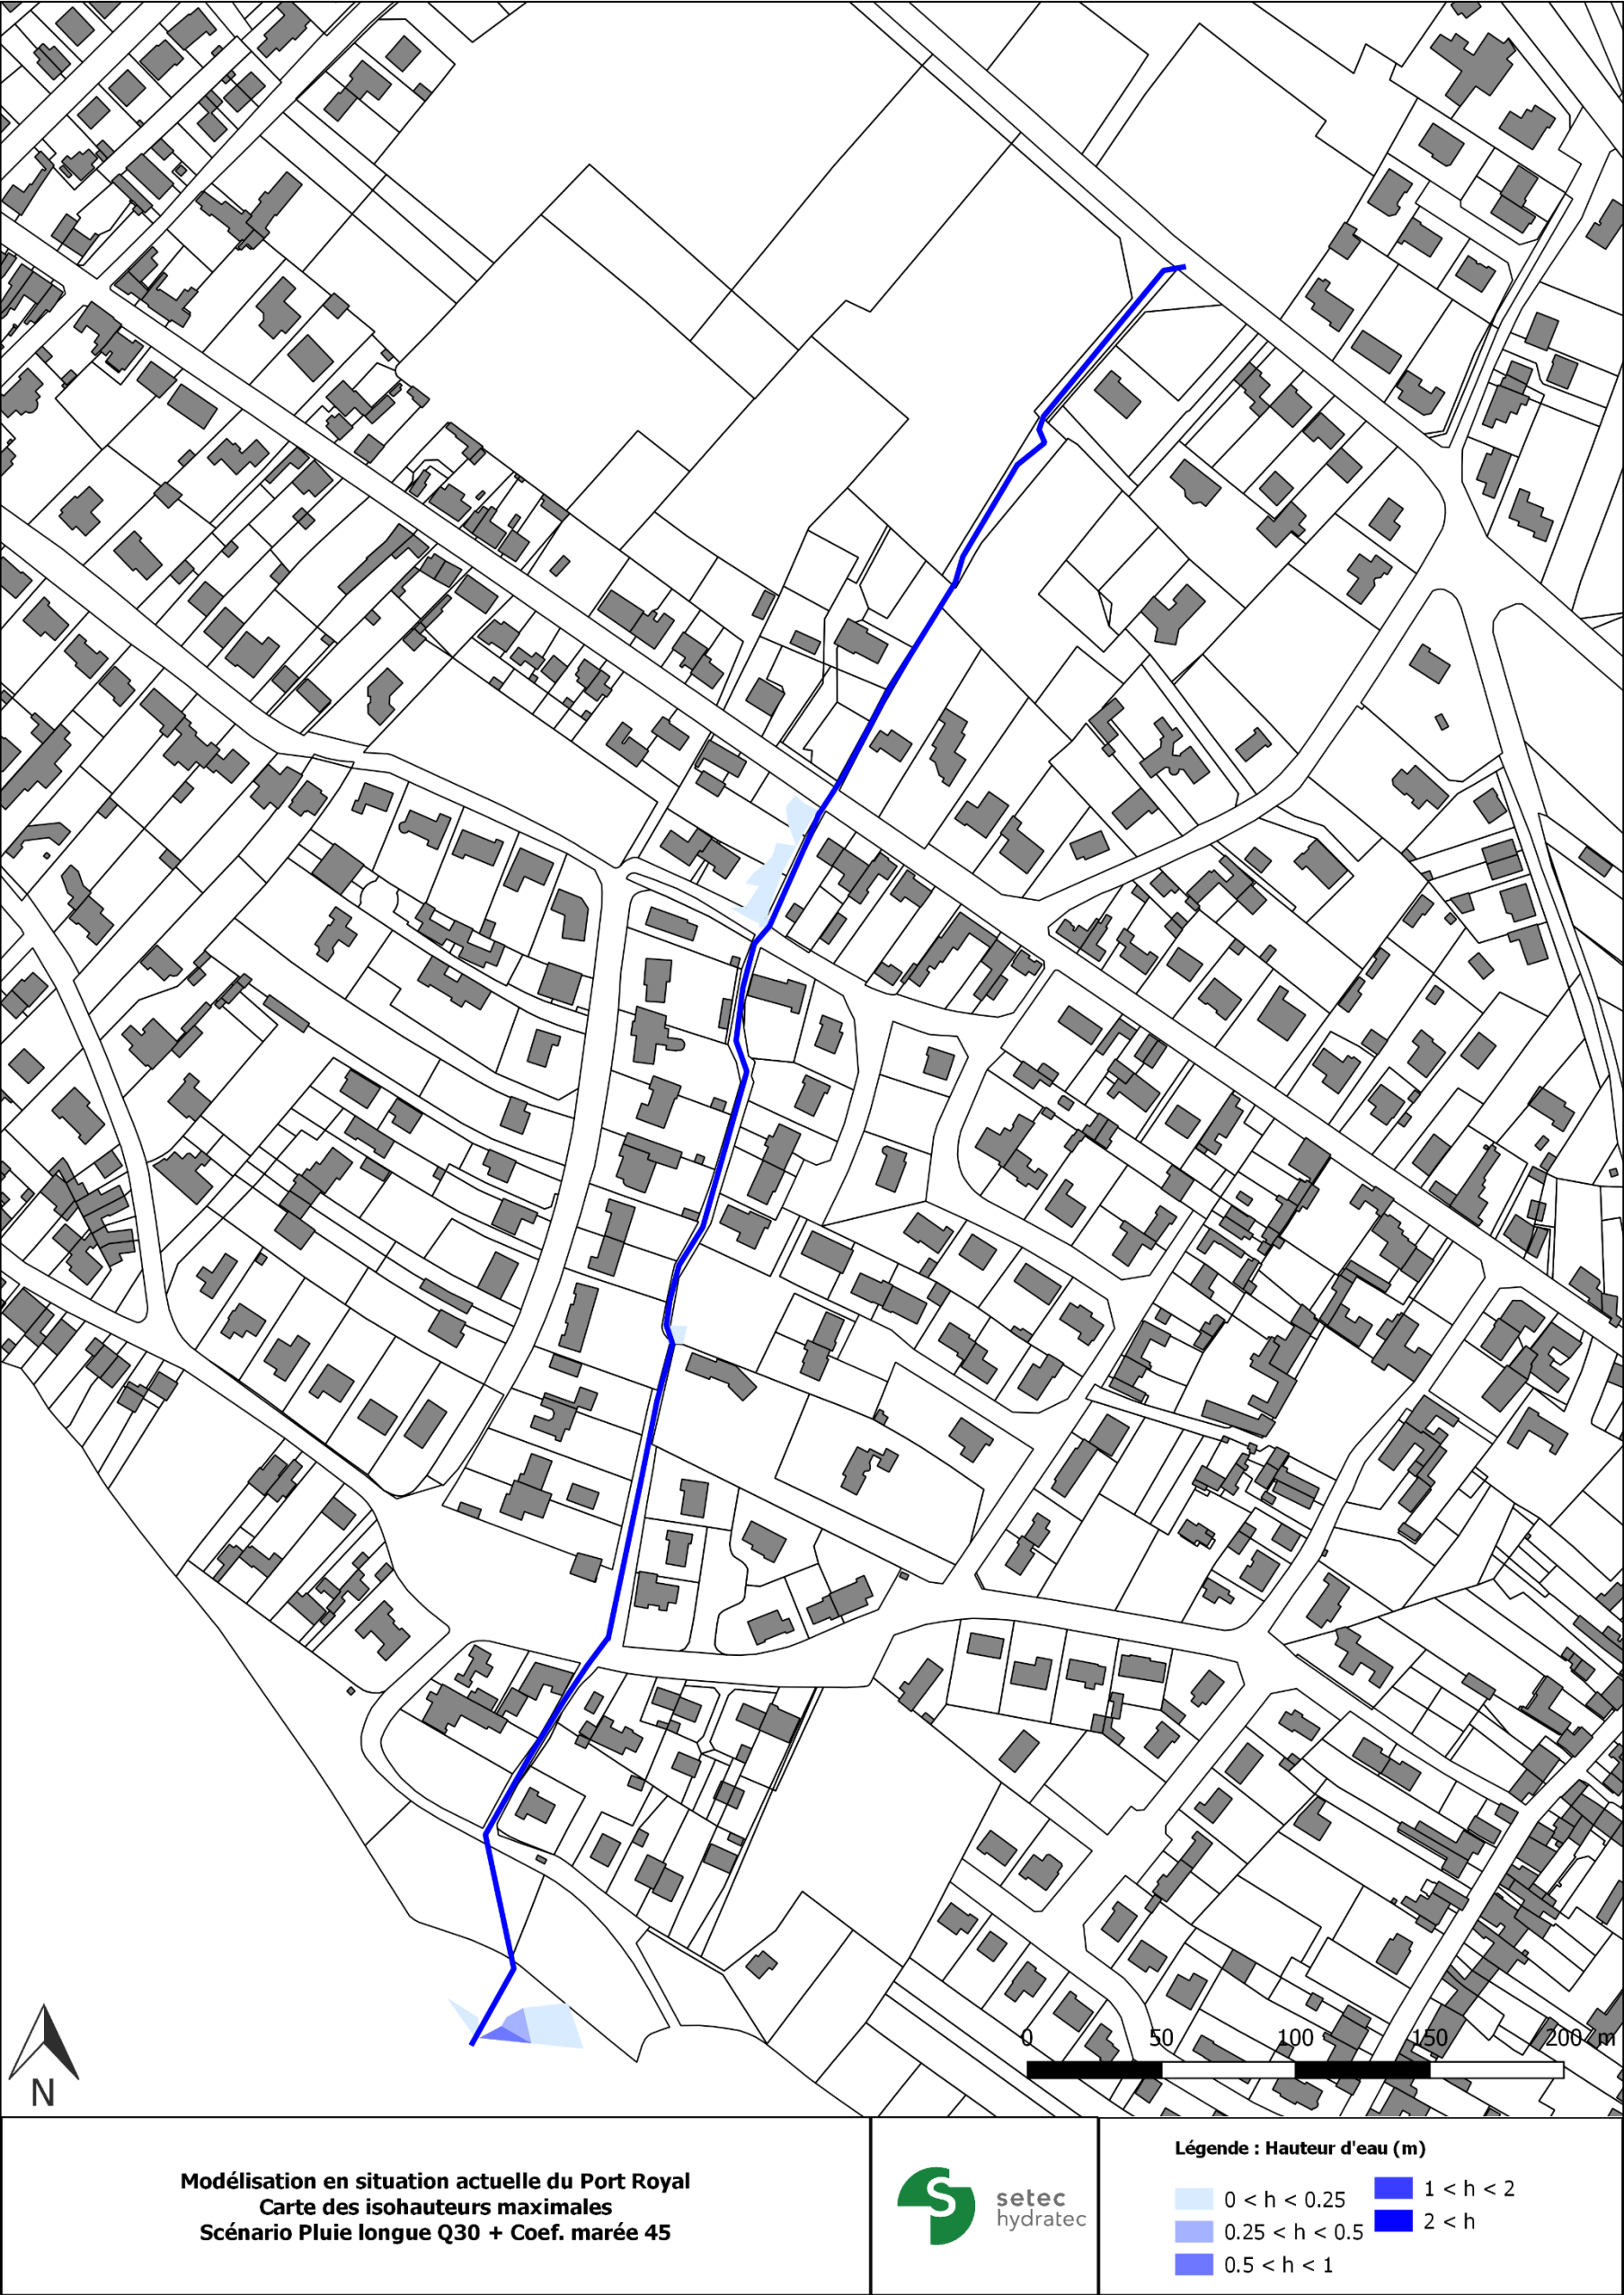 0 50 100 150 200 m
N
Modélisation en situation actuelle du Port Royal
Carte des isohauteurs maximales
Scénario Pluie longue Q30 + Coef. marée 45
S
setec
hydratec
Légende : Hauteur d'eau (m)
0 < h < 0.25
0.25 < h < 0.5
0.5 < h < 1
1 < h < 2
2 < h